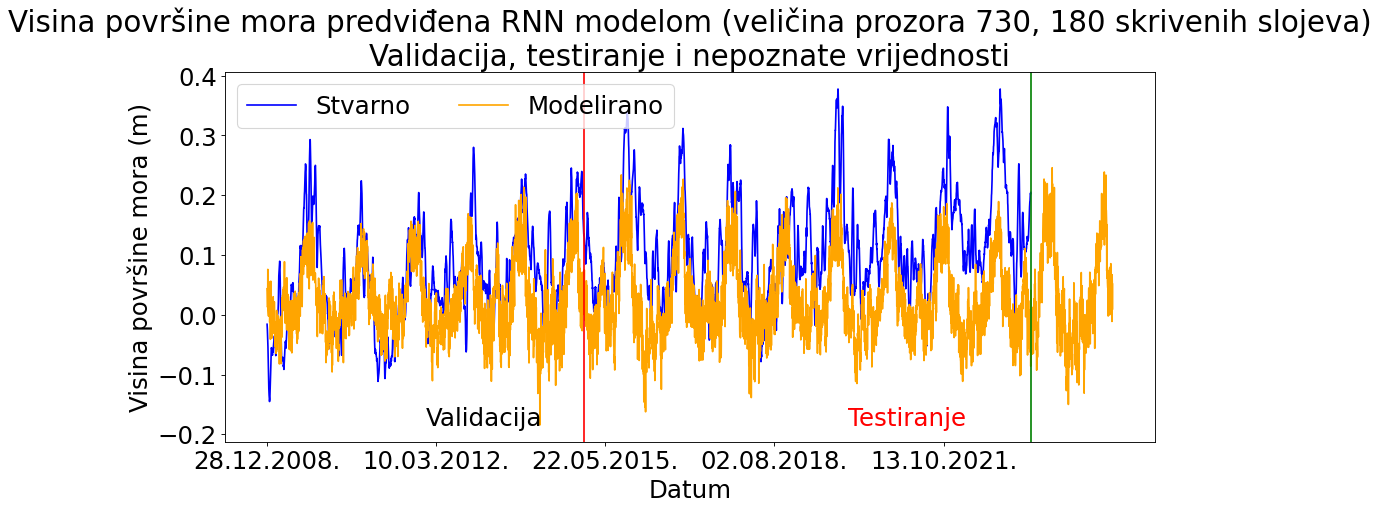 Visina površine mora predviđena RNN modelom (veličina prozora 730, 180 skrivenih slojeva)
Validacija, testiranje i nepoznate vrijednosti
Stvarno
Modelirano
Visina površine mora (m)
0.4
0.3
0.2
0.1
0.0
−0.1
−0.2
Validacija
Testiranje
28.12.2008.
10.03.2012.
22.05.2015.
02.08.2018.
13.10.2021.
Datum